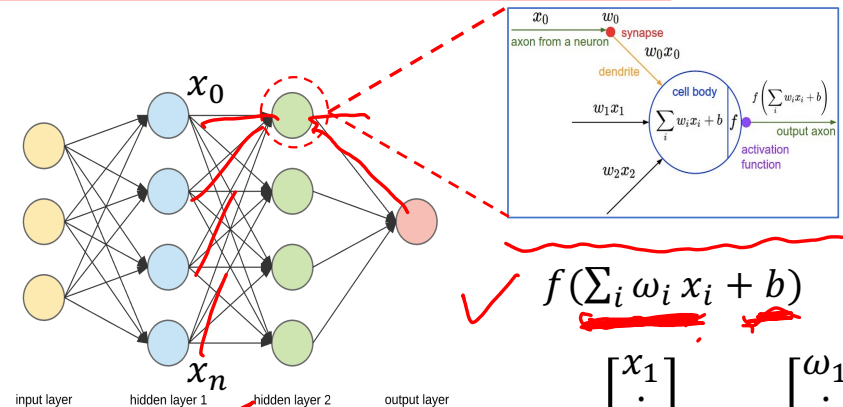 x₀
xₙ
input layer
hidden layer 1
hidden layer 2
output layer
x₀
w₀
axon from a neuron
synapse
w₀x₀
dendrite
cell body
w₁x₁
∑ᵢ wᵢxᵢ + b
f
f(∑ᵢ wᵢxᵢ + b)
output axon
activation
function
w₂x₂
f(∑ᵢ ωᵢ xᵢ + b)
[x₁]
[ω₁